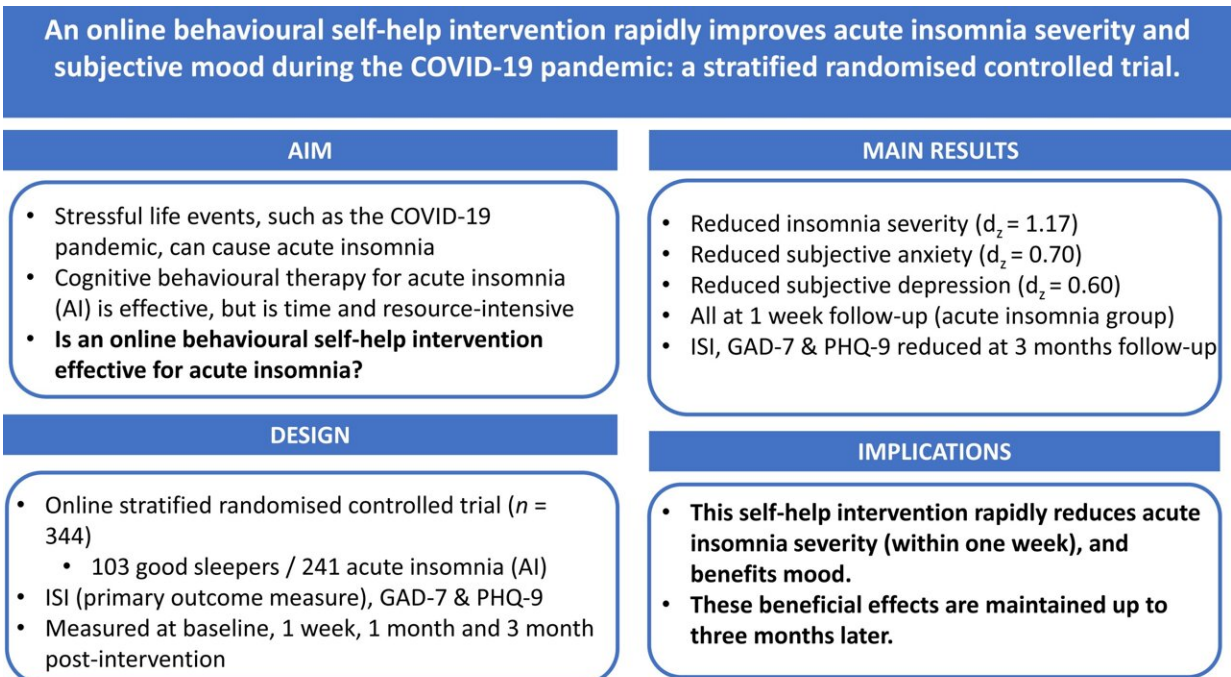 An online behavioural self-help intervention rapidly improves acute insomnia severity and
subjective mood during the COVID-19 pandemic: a stratified randomised controlled trial.
AIM
• Stressful life events, such as the COVID-19
pandemic, can cause acute insomnia
• Cognitive behavioural therapy for acute insomnia
(AI) is effective, but is time and resource-intensive
• Is an online behavioural self-help intervention
effective for acute insomnia?
DESIGN
• Online stratified randomised controlled trial (n =
344)
• 103 good sleepers / 241 acute insomnia (AI)
• ISI (primary outcome measure), GAD-7 & PHQ-9
• Measured at baseline, 1 week, 1 month and 3 month
post-intervention
MAIN RESULTS
• Reduced insomnia severity (dz = 1.17)
• Reduced subjective anxiety (dz = 0.70)
• Reduced subjective depression (dz = 0.60)
• All at 1 week follow-up (acute insomnia group)
• ISI, GAD-7 & PHQ-9 reduced at 3 months follow-up
IMPLICATIONS
• This self-help intervention rapidly reduces acute
insomnia severity (within one week), and
benefits mood.
• These beneficial effects are maintained up to
three months later.